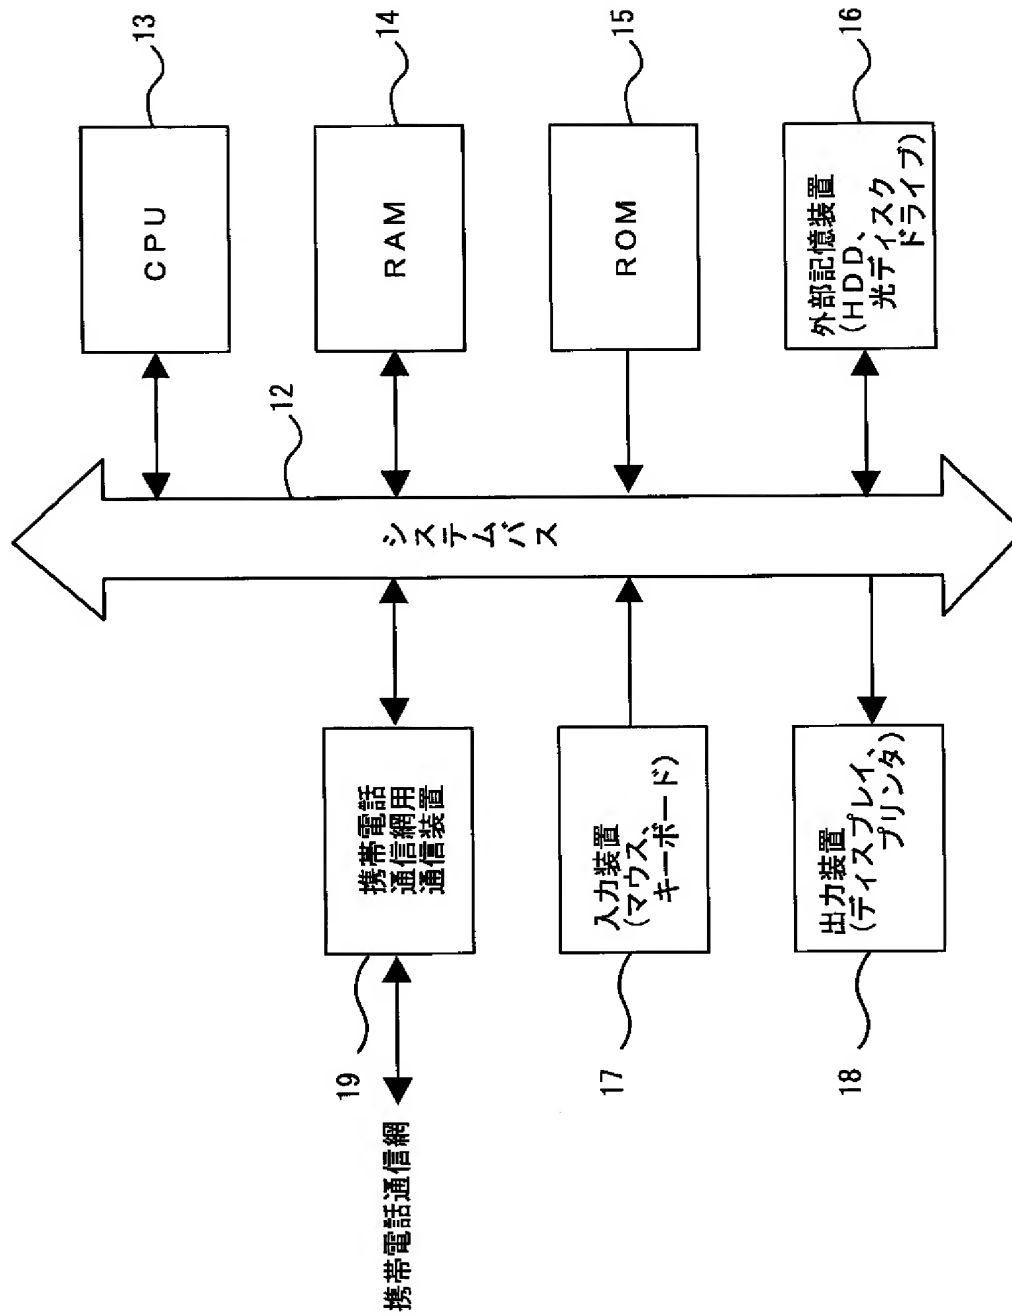 携帯電話通信網
19
携帯電話
通信網用
通信装置
17
入力装置
(マウス、
キーボード)
18
出力装置
(ディスプレイ、
プリンタ)
システムバス
12
CPU
13
RAM
14
ROM
15
外部記憶装置
(HDD、
光ディスク
ドライブ)
16